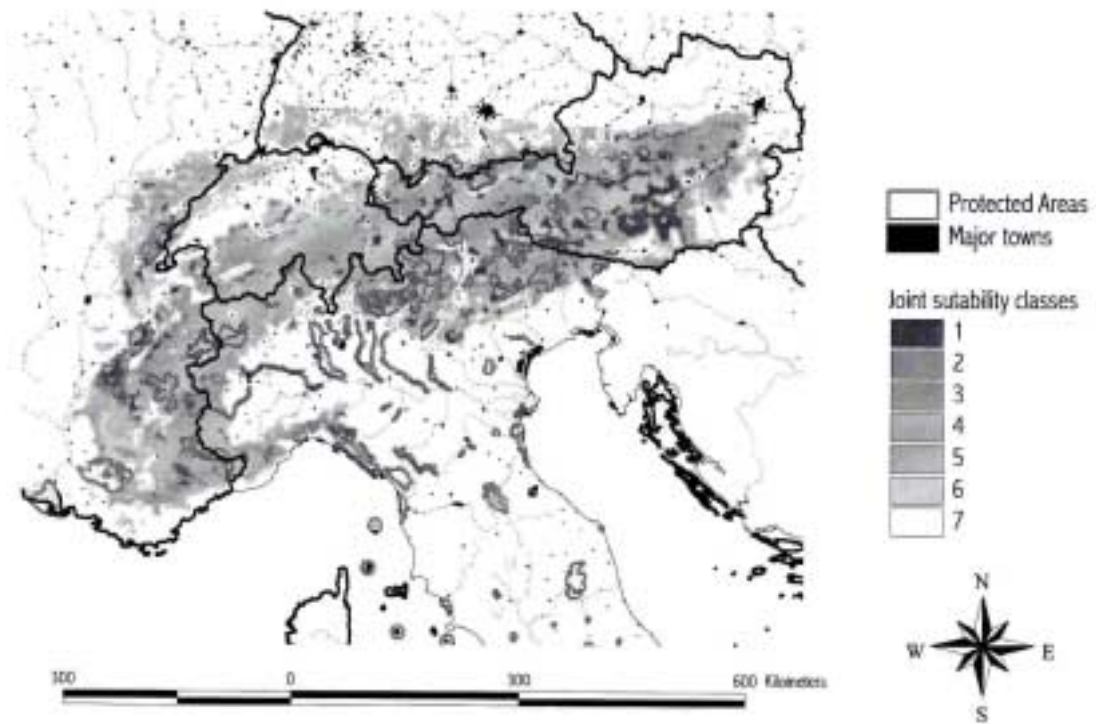 Protected Areas
Major towns
Joint sutability classes
1
2
3
4
5
6
7
N
W E
S
300 0 300 600 Kilometers